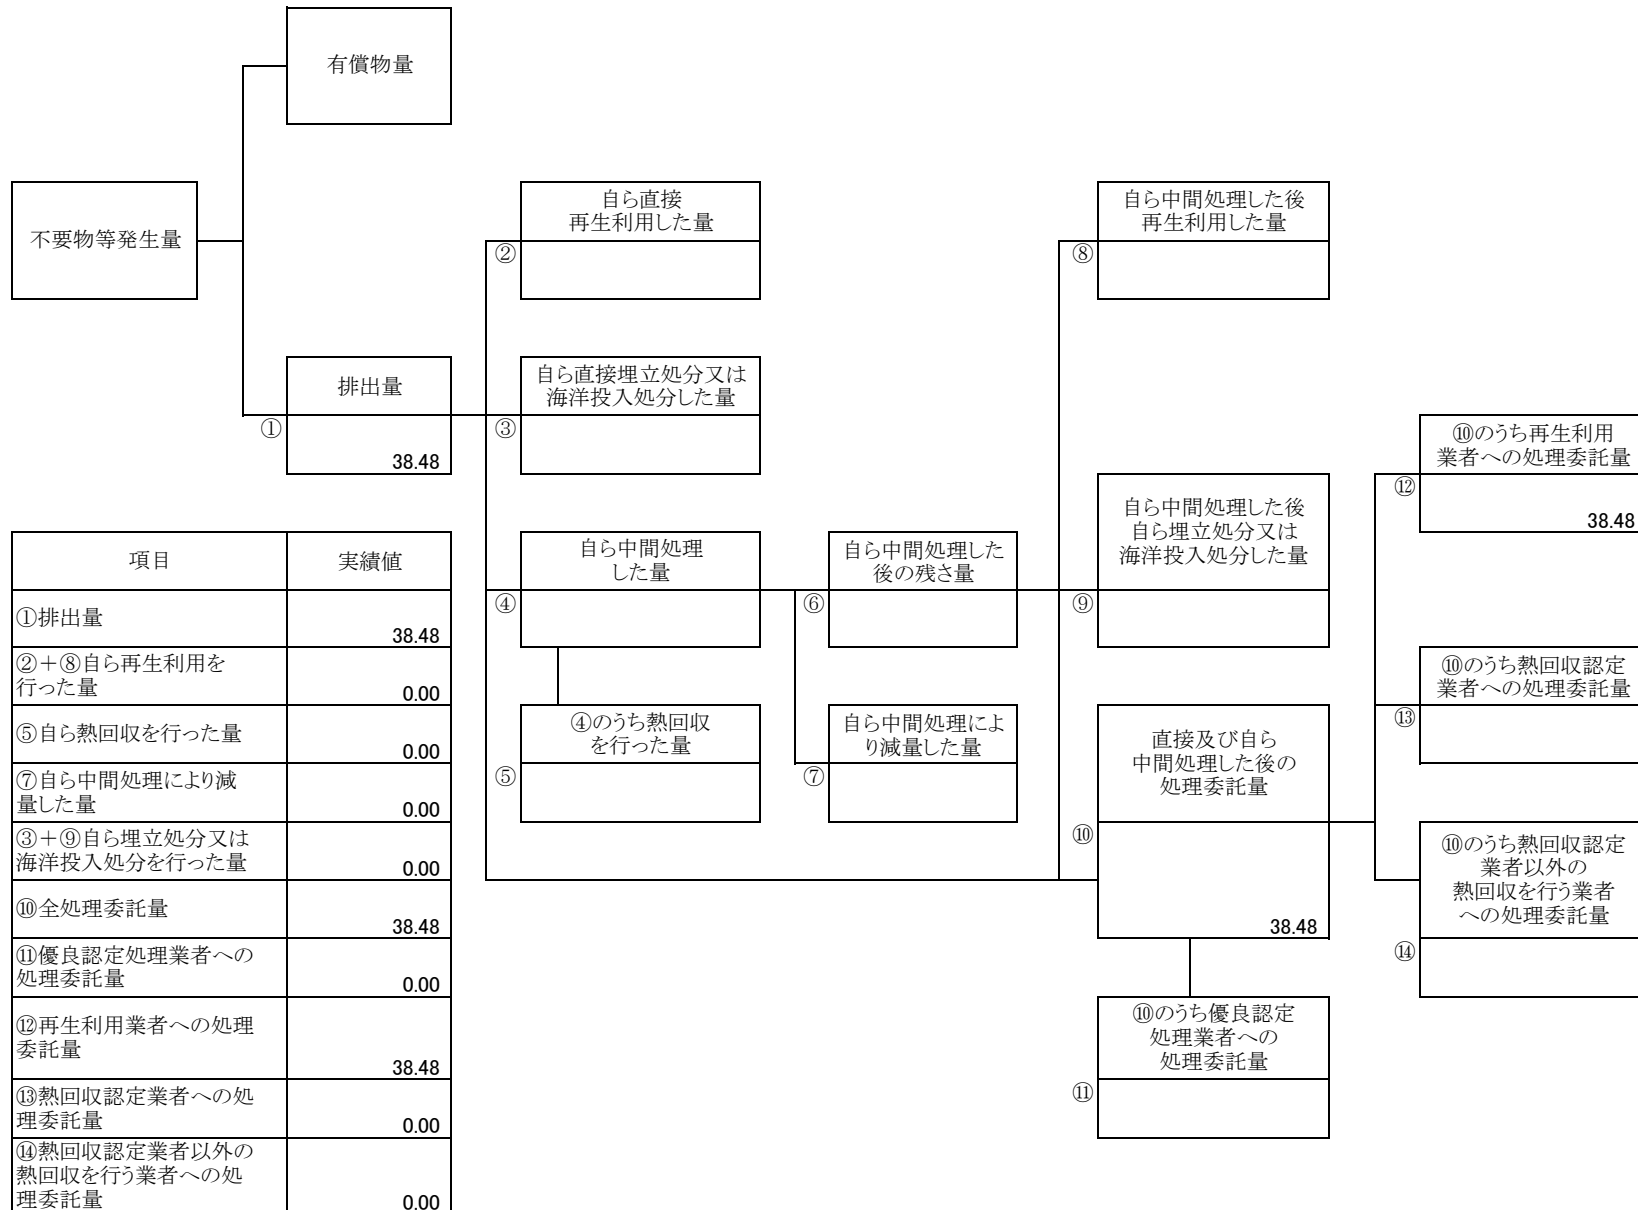 有償物量
不要物等発生量
自ら直接
再生利用した量
②
自ら中間処理した後
再生利用した量
⑧
排出量
①
38.48
自ら直接埋立処分又は
海洋投入処分した量
③
⑩のうち再生利用
業者への処理委託量
⑫
38.48
自ら中間処理した後
自ら埋立処分又は
海洋投入処分した量
⑨
自ら中間処理
した量
④
自ら中間処理した
後の残さ量
⑥
⑩のうち熱回収認定
業者への処理委託量
⑬
④のうち熱回収
を行った量
⑤
自ら中間処理によ
り減量した量
⑦
直接及び自ら
中間処理した後の
処理委託量
⑩
38.48
⑩のうち熱回収認定
業者以外の
熱回収を行う業者
への処理委託量
⑭
⑩のうち優良認定
処理業者への
処理委託量
⑪
項目
実績値
①排出量
38.48
②＋⑧自ら再生利用を
行った量
0.00
⑤自ら熱回収を行った量
0.00
⑦自ら中間処理により減
量した量
0.00
③＋⑨自ら埋立処分又は
海洋投入処分を行った量
0.00
⑩全処理委託量
38.48
⑪優良認定処理業者への
処理委託量
0.00
⑫再生利用業者への処理
委託量
38.48
⑬熱回収認定業者への処
理委託量
0.00
⑭熱回収認定業者以外の
熱回収を行う業者への処
理委託量
0.00